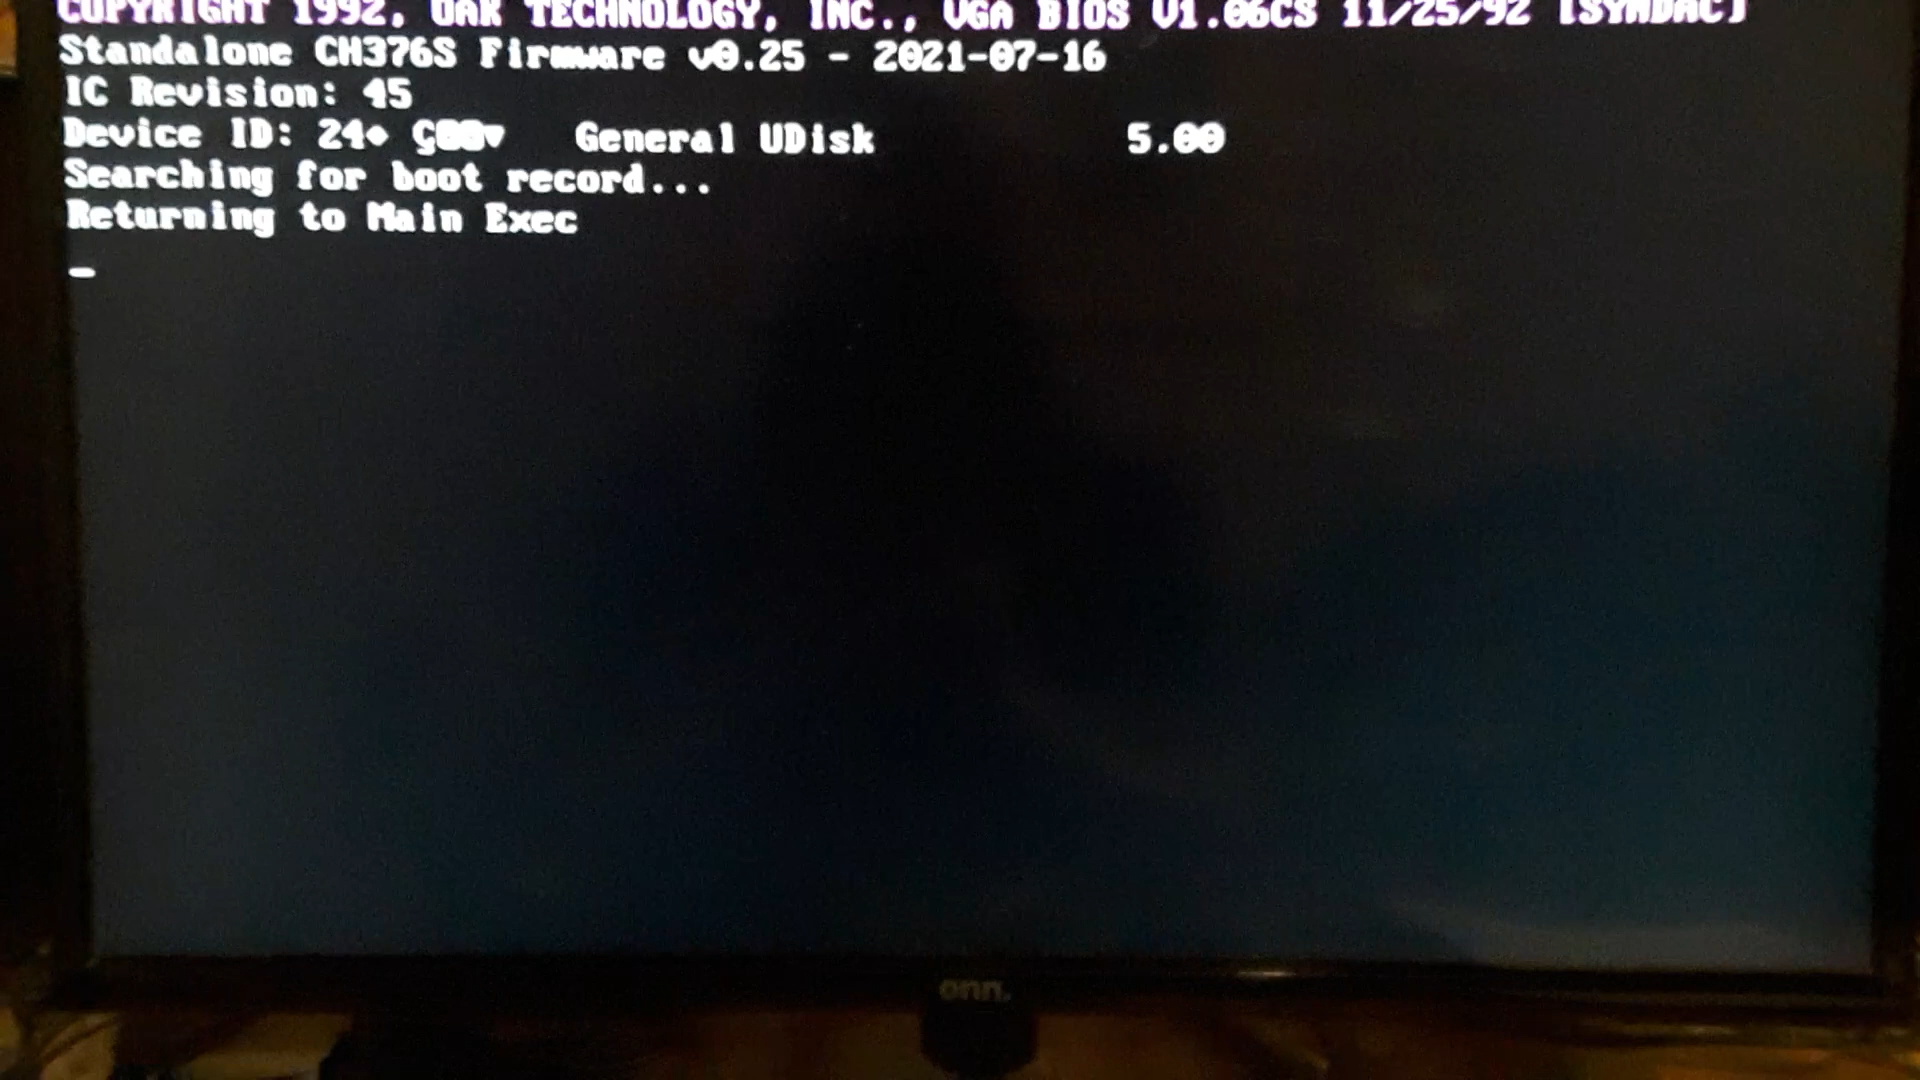 COPYRIGHT 1992, OAK TECHNOLOGY, INC., VGA BIOS V1.06CS 11/25/92 [SYNDAC]
Standalone CH376S Firmware v0.25 - 2021-07-16
IC Revision: 45
Device ID: 24♦ Ç◘◘▼ General UDisk 5.00
Searching for boot record...
Returning to Main Exec
onn.